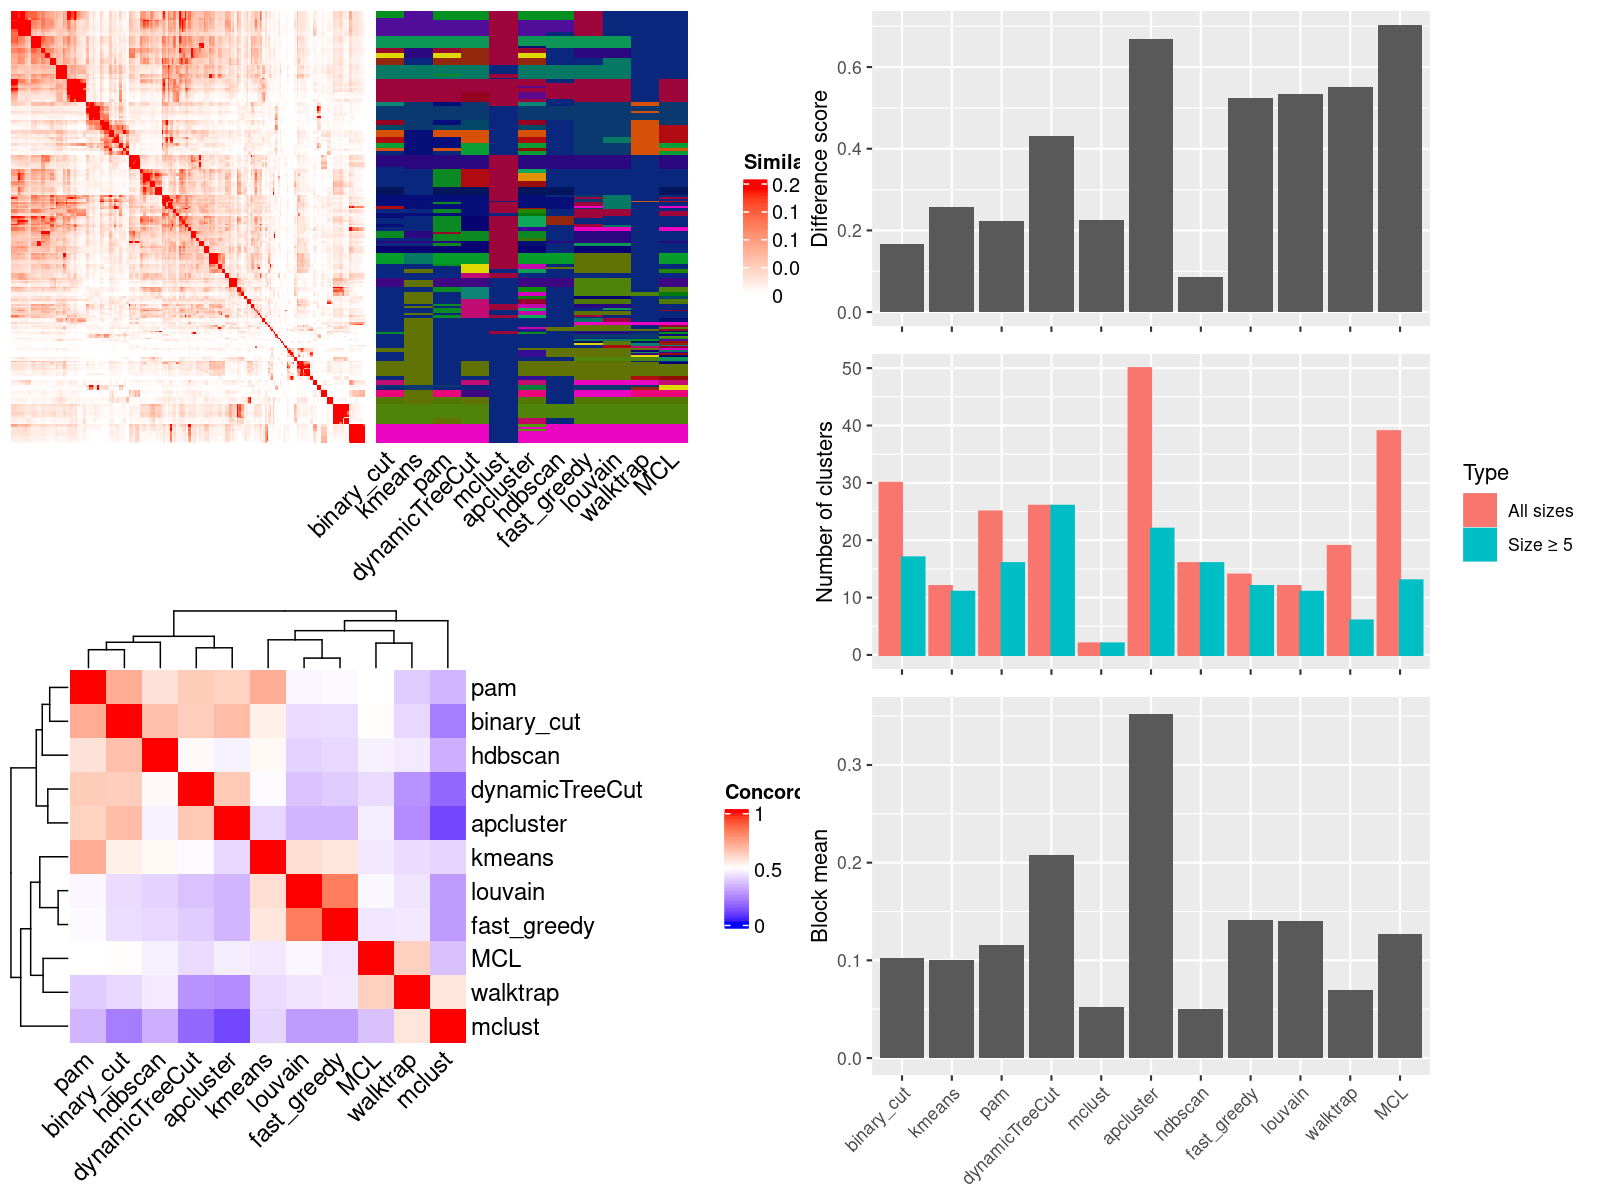 Simila
0.2
0.1
0.1
0.0
0
binary_cut
kmeans
pam
dynamicTreeCut
mclust
apcluster
hdbscan
fast_greedy
louvain
walktrap
MCL
pam
binary_cut
hdbscan
dynamicTreeCut
apcluster
kmeans
louvain
fast_greedy
MCL
walktrap
mclust
pam
binary_cut
hdbscan
dynamicTreeCut
apcluster
kmeans
louvain
fast_greedy
MCL
walktrap
mclust
Concord
1
0.5
0
Difference score
0.6
0.4
0.2
0.0
Number of clusters
50
40
30
20
10
0
Type
All sizes
Size ≥ 5
Block mean
0.3
0.2
0.1
0.0
binary_cut
kmeans
pam
dynamicTreeCut
mclust
apcluster
hdbscan
fast_greedy
louvain
walktrap
MCL